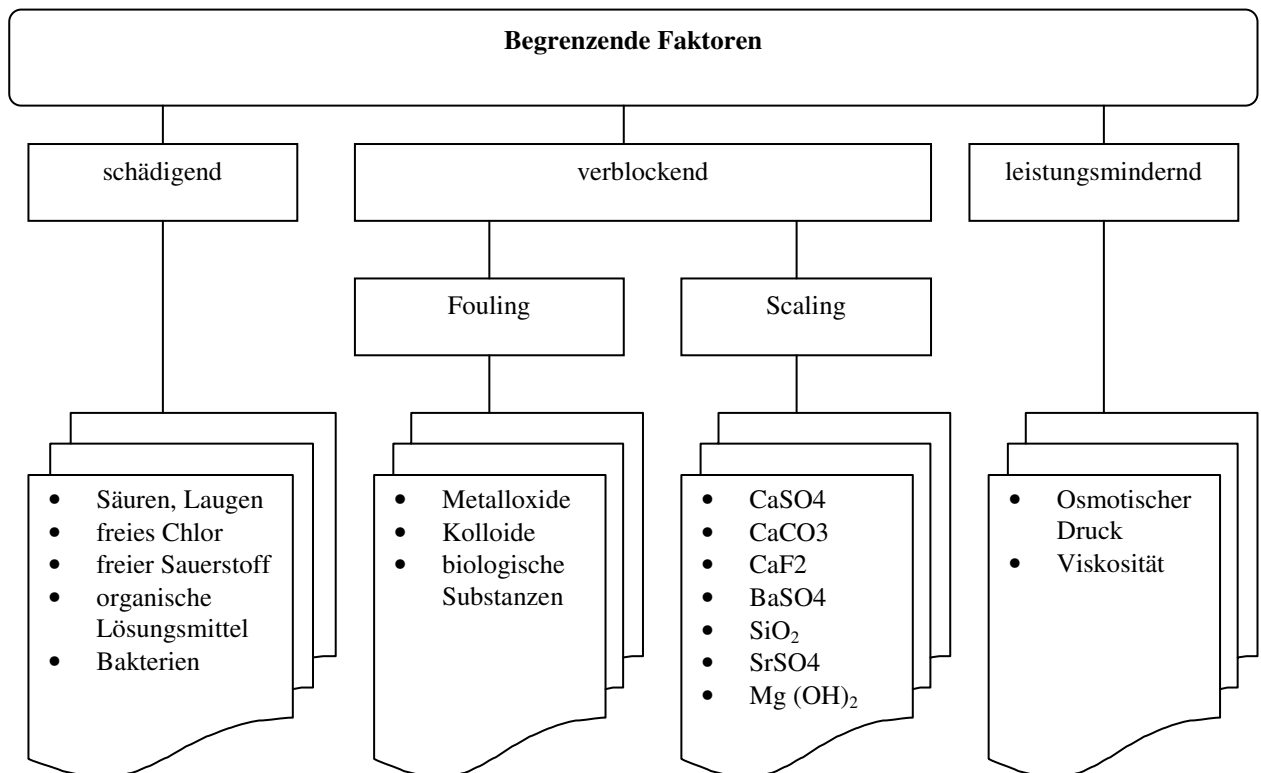 Begrenzende Faktoren
schädigend
verblockend
leistungsmindernd
Fouling
Scaling
• Säuren, Laugen
• freies Chlor
• freier Sauerstoff
• organische
Lösungsmittel
• Bakterien
• Metalloxide
• Kolloide
• biologische
Substanzen
• CaSO4
• CaCO3
• CaF2
• BaSO4
• SiO₂
• SrSO4
• Mg (OH)₂
• Osmotischer
Druck
• Viskosität